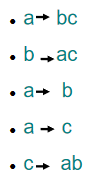 • a → bc
• b → ac
• a → b
• a → c
• c → ab